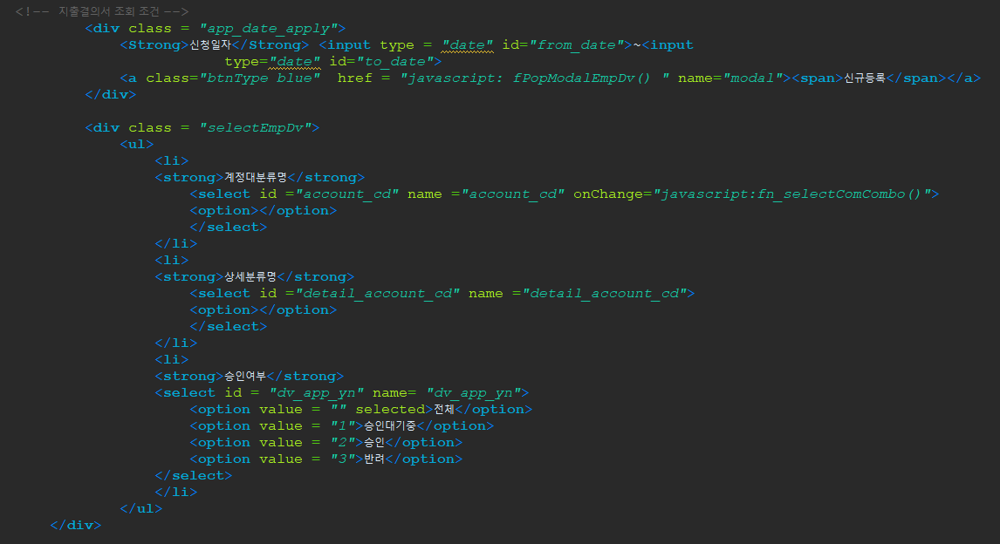 <!-- 지출결의서 조회 조건 -->
<div class = "app_date_apply">
<Strong>신청일자</Strong> <input type = "date" id="from_date">~<input
type="date" id="to_date">
<a class="btnType blue"  href = "javascript: fPopModalEmpDv() " name="modal"><span>신규등록</span></a>
</div>
<div class = "selectEmpDv">
<ul>
<li>
<strong>계정대분류명</strong>
<select id ="account_cd" name ="account_cd" onChange="javascript:fn_selectComCombo()">
<option></option>
</select>
</li>
<li>
<strong>상세분류명</strong>
<select id ="detail_account_cd" name ="detail_account_cd">
<option></option>
</select>
</li>
<li>
<strong>승인여부</strong>
<select id = "dv_app_yn" name= "dv_app_yn">
<option value = "" selected>전체</option>
<option value = "1">승인대기중</option>
<option value = "2">승인</option>
<option value = "3">반려</option>
</select>
</li>
</ul>
</div>